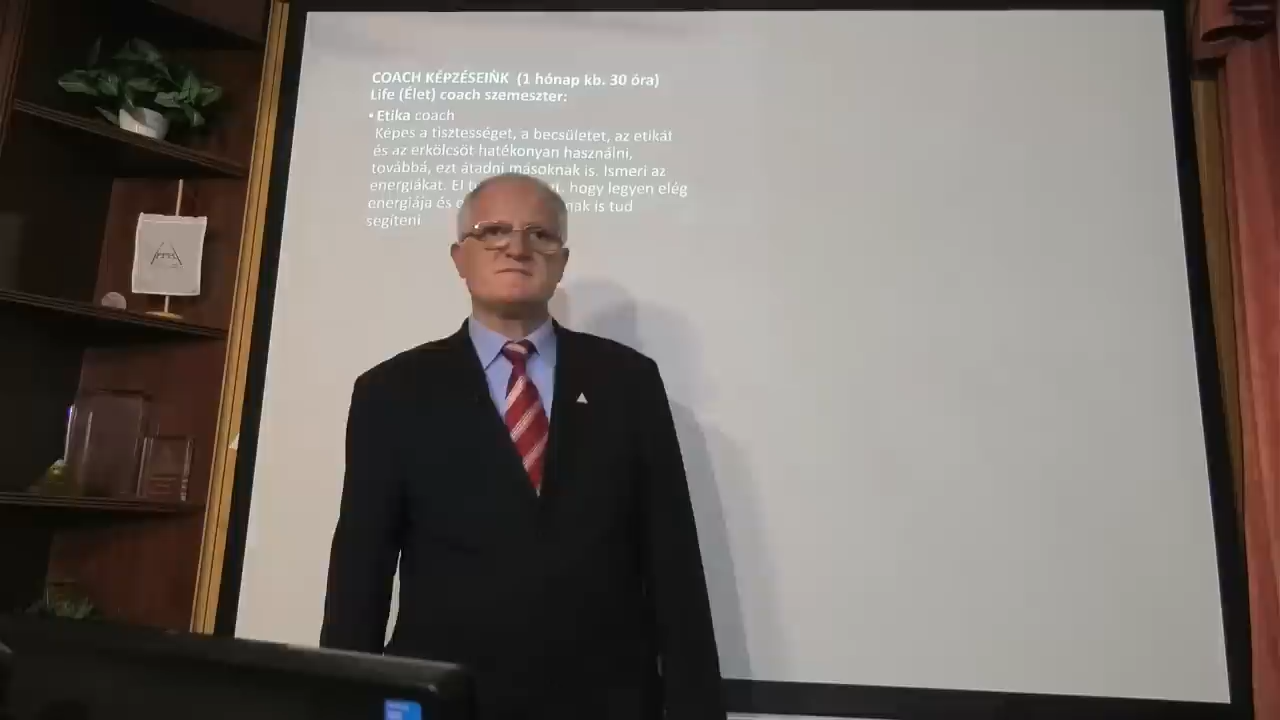 COACH KÉPZÉSEINK (1 hónap kb. 30 óra)
Life (Élet) coach szemeszter:
• Etika coach
Képes a tisztességet, a becsületet, az etikát
és az erkölcsöt hatékonyan használni,
továbbá, ezt átadni másoknak is. Ismeri az
energiákat. El hogy legyen elég
energiája és is tud
segíteni